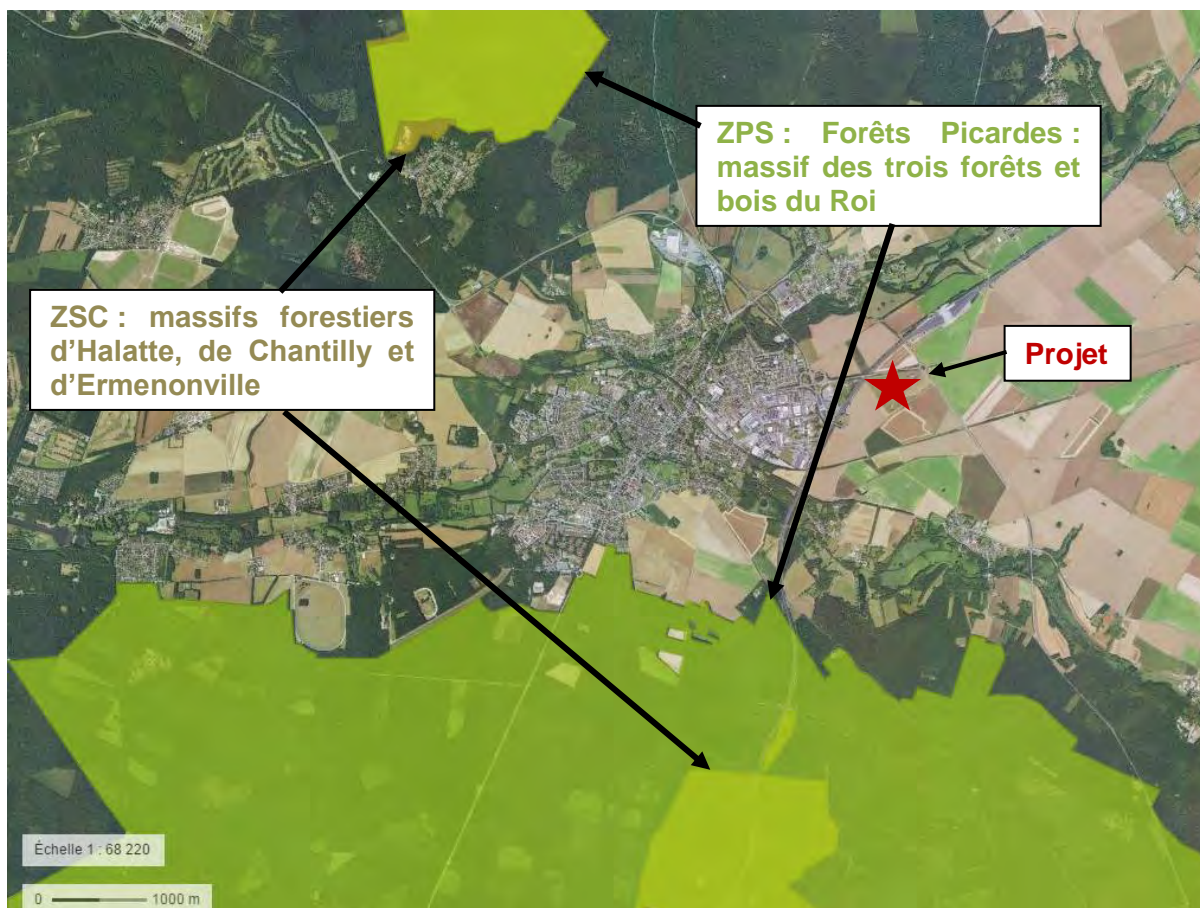 ZPS : Forêts Picardes :
massif des trois forêts et
bois du Roi
ZSC : massifs forestiers
d’Halatte, de Chantilly et
d’Ermenonville
Projet
Échelle 1 : 68 220
0 1000 m